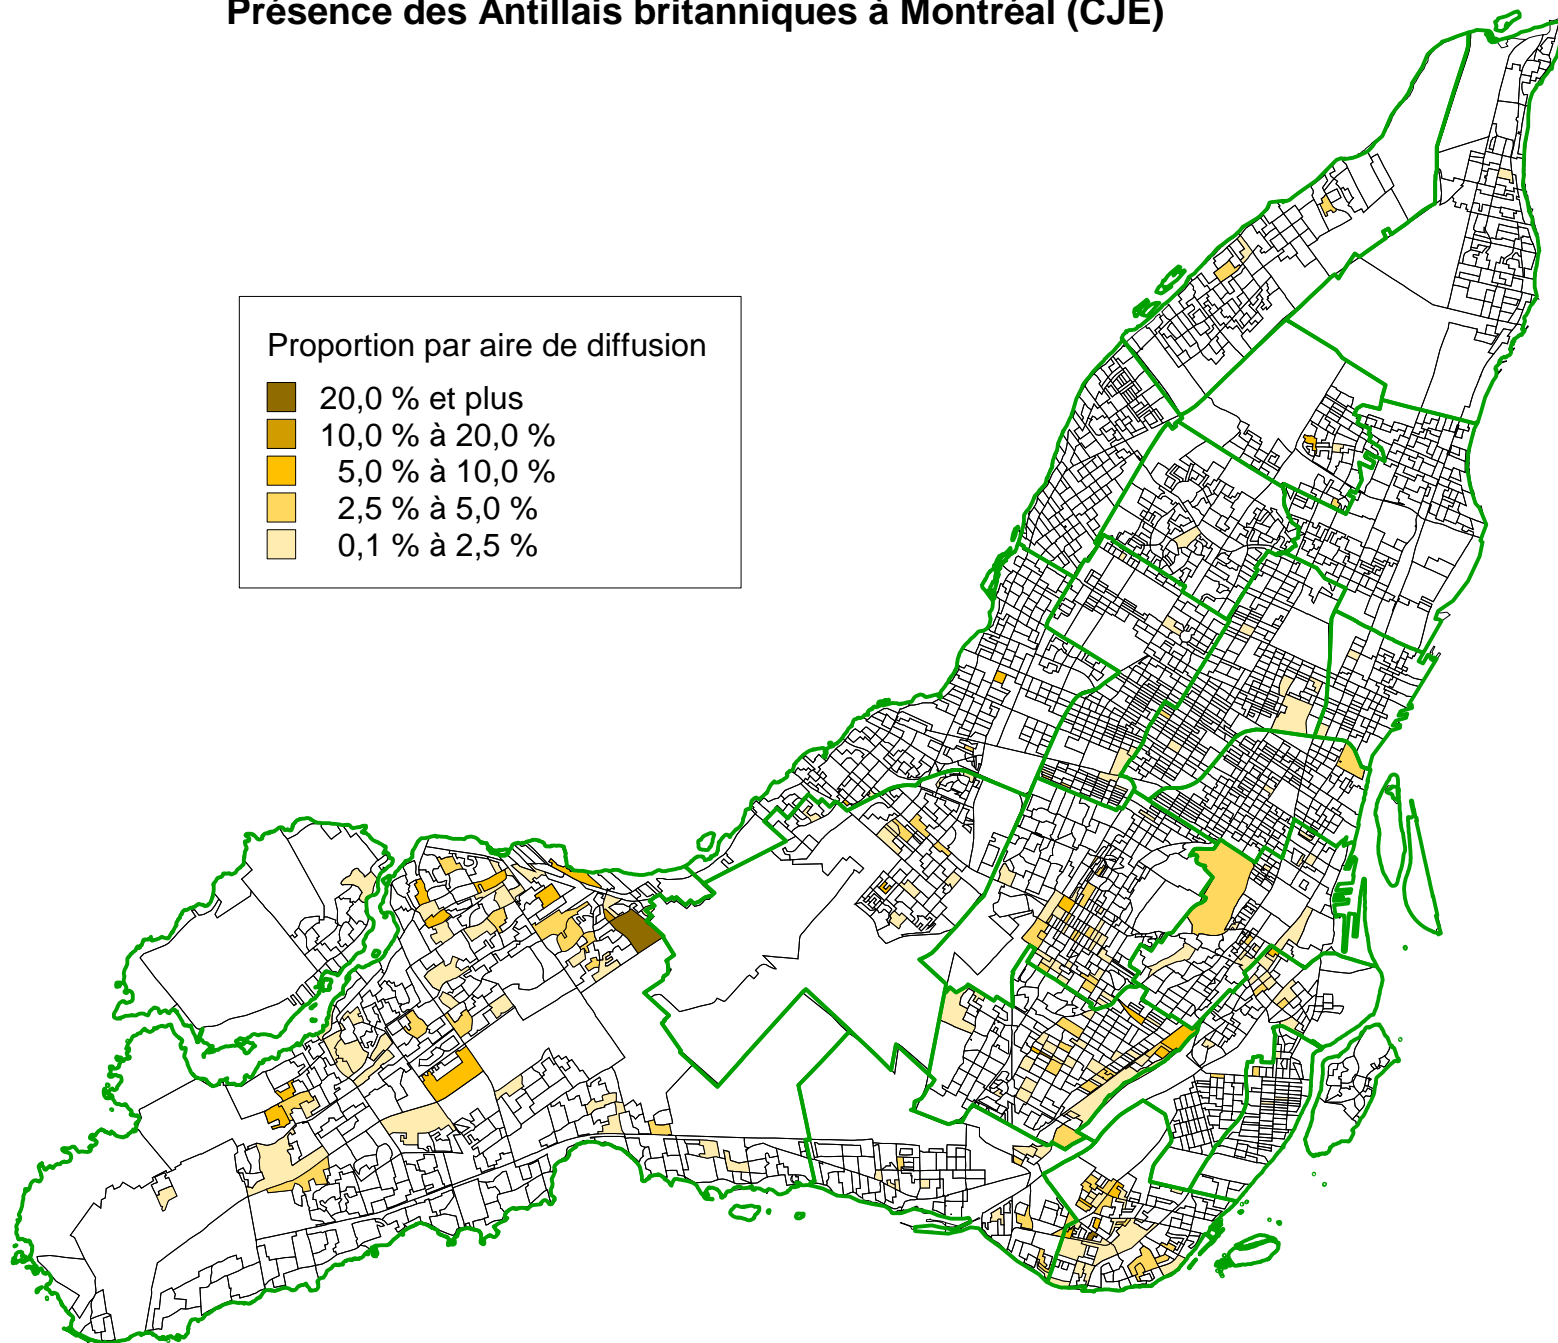 Présence des Antillais britanniques à Montréal (CJE)
Proportion par aire de diffusion
20,0 % et plus
10,0 % à 20,0 %
5,0 % à 10,0 %
2,5 % à 5,0 %
0,1 % à 2,5 %